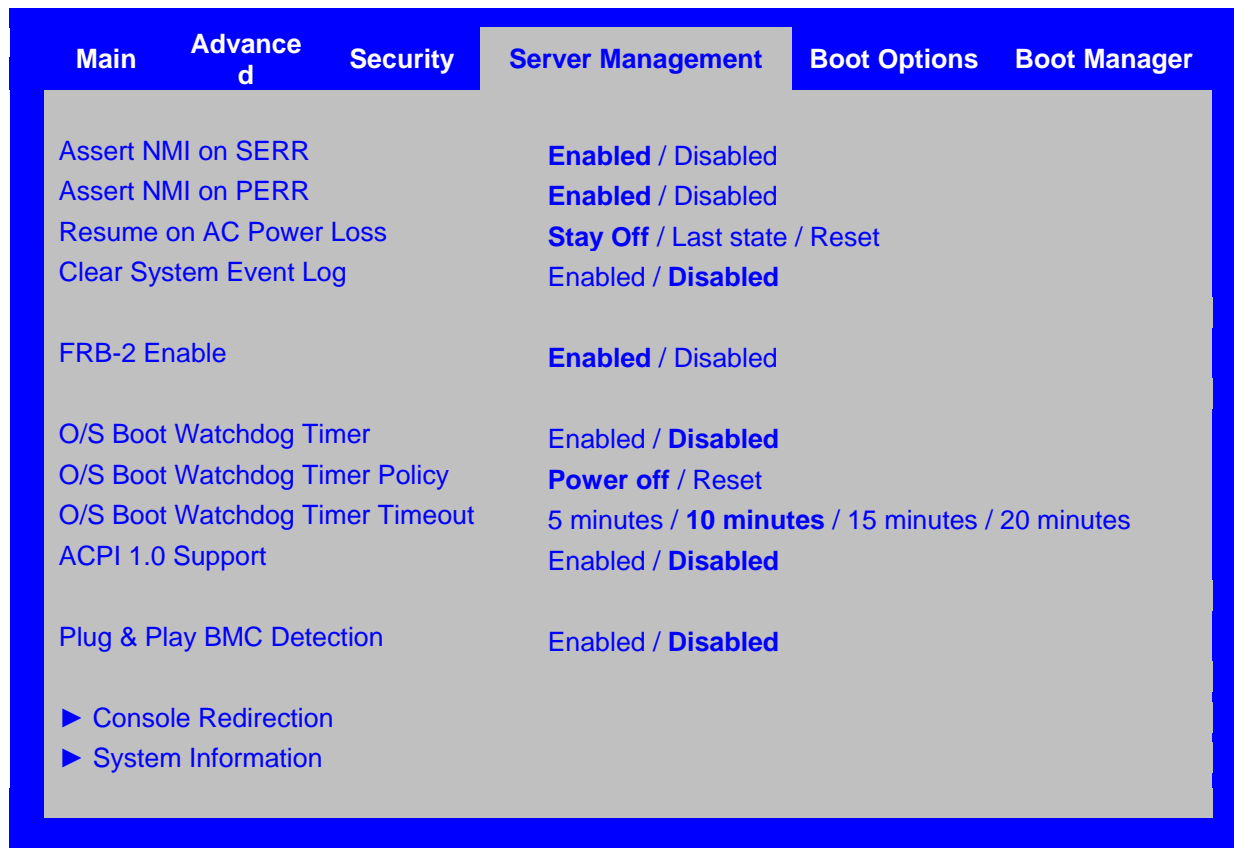 Main Advance
d Security Server Management Boot Options Boot Manager
Assert NMI on SERR Enabled / Disabled
Assert NMI on PERR Enabled / Disabled
Resume on AC Power Loss Stay Off / Last state / Reset
Clear System Event Log Enabled / Disabled
FRB-2 Enable Enabled / Disabled
O/S Boot Watchdog Timer Enabled / Disabled
O/S Boot Watchdog Timer Policy Power off / Reset
O/S Boot Watchdog Timer Timeout 5 minutes / 10 minutes / 15 minutes / 20 minutes
ACPI 1.0 Support Enabled / Disabled
Plug & Play BMC Detection Enabled / Disabled
► Console Redirection
► System Information